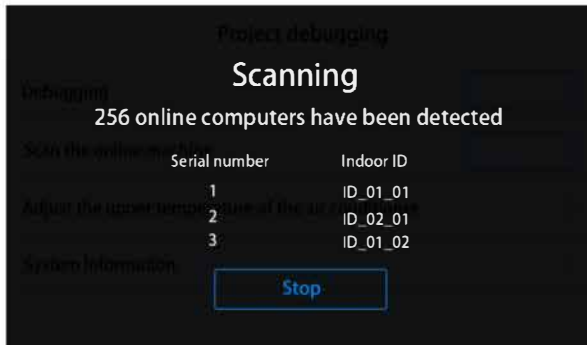 Project debugging
Scanning
Debugging
256 online computers have been detected
Scan the online machine
Serial number Indoor ID
1 ID_01_01
Adjust the upper temperature of the air conditioner
2 ID_02_01
3 ID_01_02
System Information
Stop